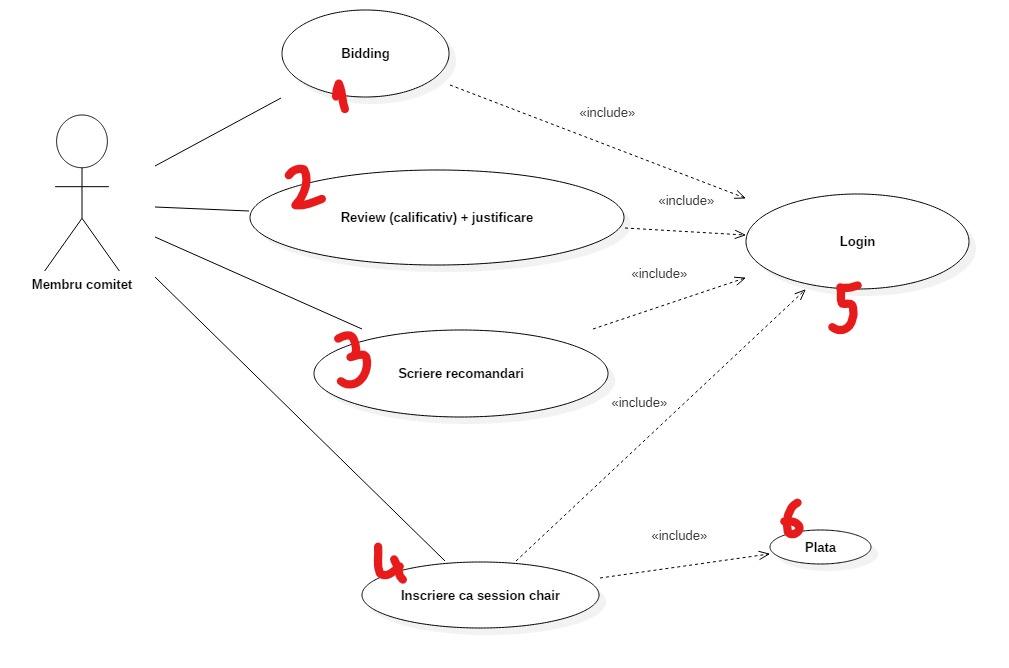 Bidding
1
«include»
2
Review (calificativ) + justificare
«include»
Login
5
Membru comitet
«include»
3
Scriere recomandari
«include»
6
Plata
«include»
4
Inscriere ca session chair